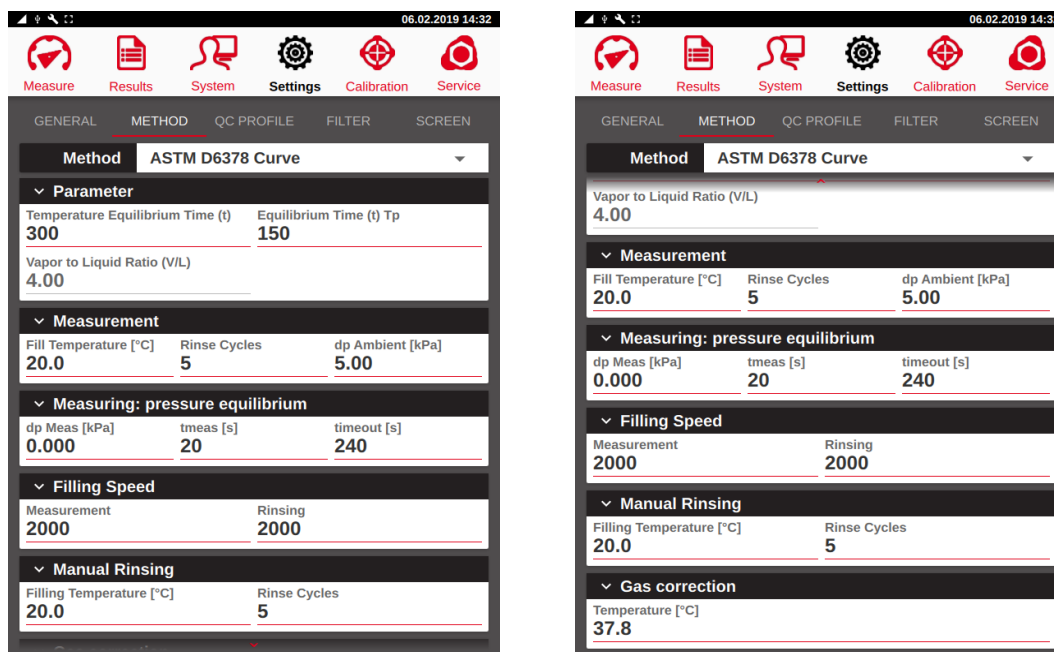 06.02.2019 14:32
Measure Results System Settings Calibration Service
GENERAL METHOD QC PROFILE FILTER SCREEN
Method ASTM D6378 Curve
Parameter
Temperature Equilibrium Time (t) Equilibrium Time (t) Tp
300 150
Vapor to Liquid Ratio (V/L)
4.00
Measurement
Fill Temperature [°C] Rinse Cycles dp Ambient [kPa]
20.0 5 5.00
Measuring: pressure equilibrium
dp Meas [kPa] tmeas [s] timeout [s]
0.000 20 240
Filling Speed
Measurement Rinsing
2000 2000
Manual Rinsing
Filling Temperature [°C] Rinse Cycles
20.0 5
06.02.2019 14:3
Measure Results System Settings Calibration Service
GENERAL METHOD QC PROFILE FILTER SCREEN
Method ASTM D6378 Curve
Vapor to Liquid Ratio (V/L)
4.00
Measurement
Fill Temperature [°C] Rinse Cycles dp Ambient [kPa]
20.0 5 5.00
Measuring: pressure equilibrium
dp Meas [kPa] tmeas [s] timeout [s]
0.000 20 240
Filling Speed
Measurement Rinsing
2000 2000
Manual Rinsing
Filling Temperature [°C] Rinse Cycles
20.0 5
Gas correction
Temperature [°C]
37.8